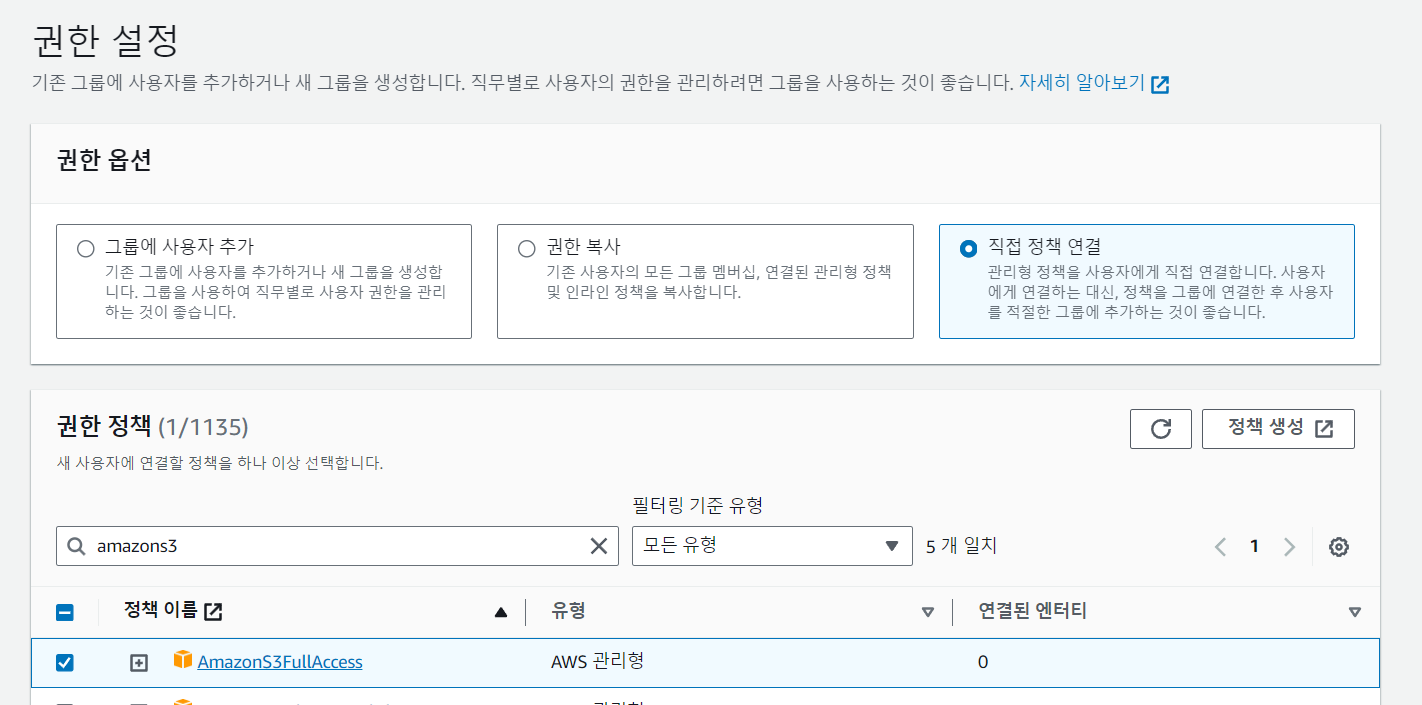 권한 설정
기존 그룹에 사용자를 추가하거나 새 그룹을 생성합니다. 직무별로 사용자의 권한을 관리하려면 그룹을 사용하는 것이 좋습니다. 자세히 알아보기
권한 옵션
그룹에 사용자 추가
기존 그룹에 사용자를 추가하거나 새 그룹을 생성합
니다. 그룹을 사용하여 직무별로 사용자 권한을 관리
하는 것이 좋습니다.
권한 복사
기존 사용자의 모든 그룹 멤버십, 연결된 관리형 정책
및 인라인 정책을 복사합니다.
직접 정책 연결
관리형 정책을 사용자에게 직접 연결합니다. 사용자
에게 연결하는 대신, 정책을 그룹에 연결한 후 사용자
를 적절한 그룹에 추가하는 것이 좋습니다.
권한 정책 (1/1135)
정책 생성
새 사용자에 연결할 정책을 하나 이상 선택합니다.
필터링 기준 유형
amazons3
모든 유형
5 개 일치
1
정책 이름
유형
연결된 엔터티
AmazonS3FullAccess
AWS 관리형
0